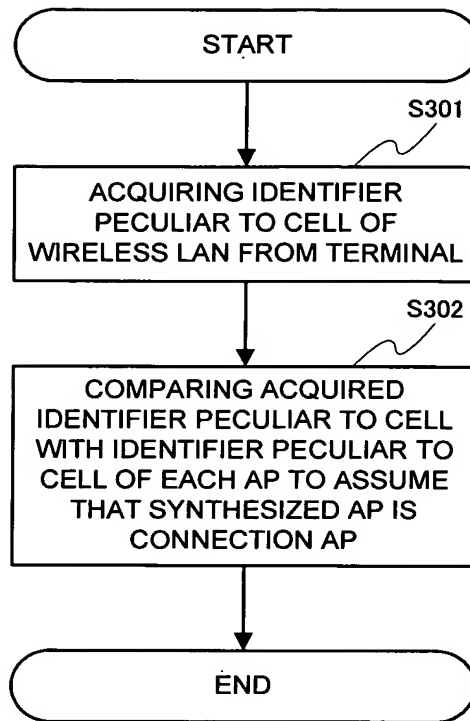 START
S301
ACQUIRING IDENTIFIER
PECULIAR TO CELL OF
WIRELESS LAN FROM TERMINAL
S302
COMPARING ACQUIRED
IDENTIFIER PECULIAR TO CELL
WITH IDENTIFIER PECULIAR TO
CELL OF EACH AP TO ASSUME
THAT SYNTHESIZED AP IS
CONNECTION AP
END